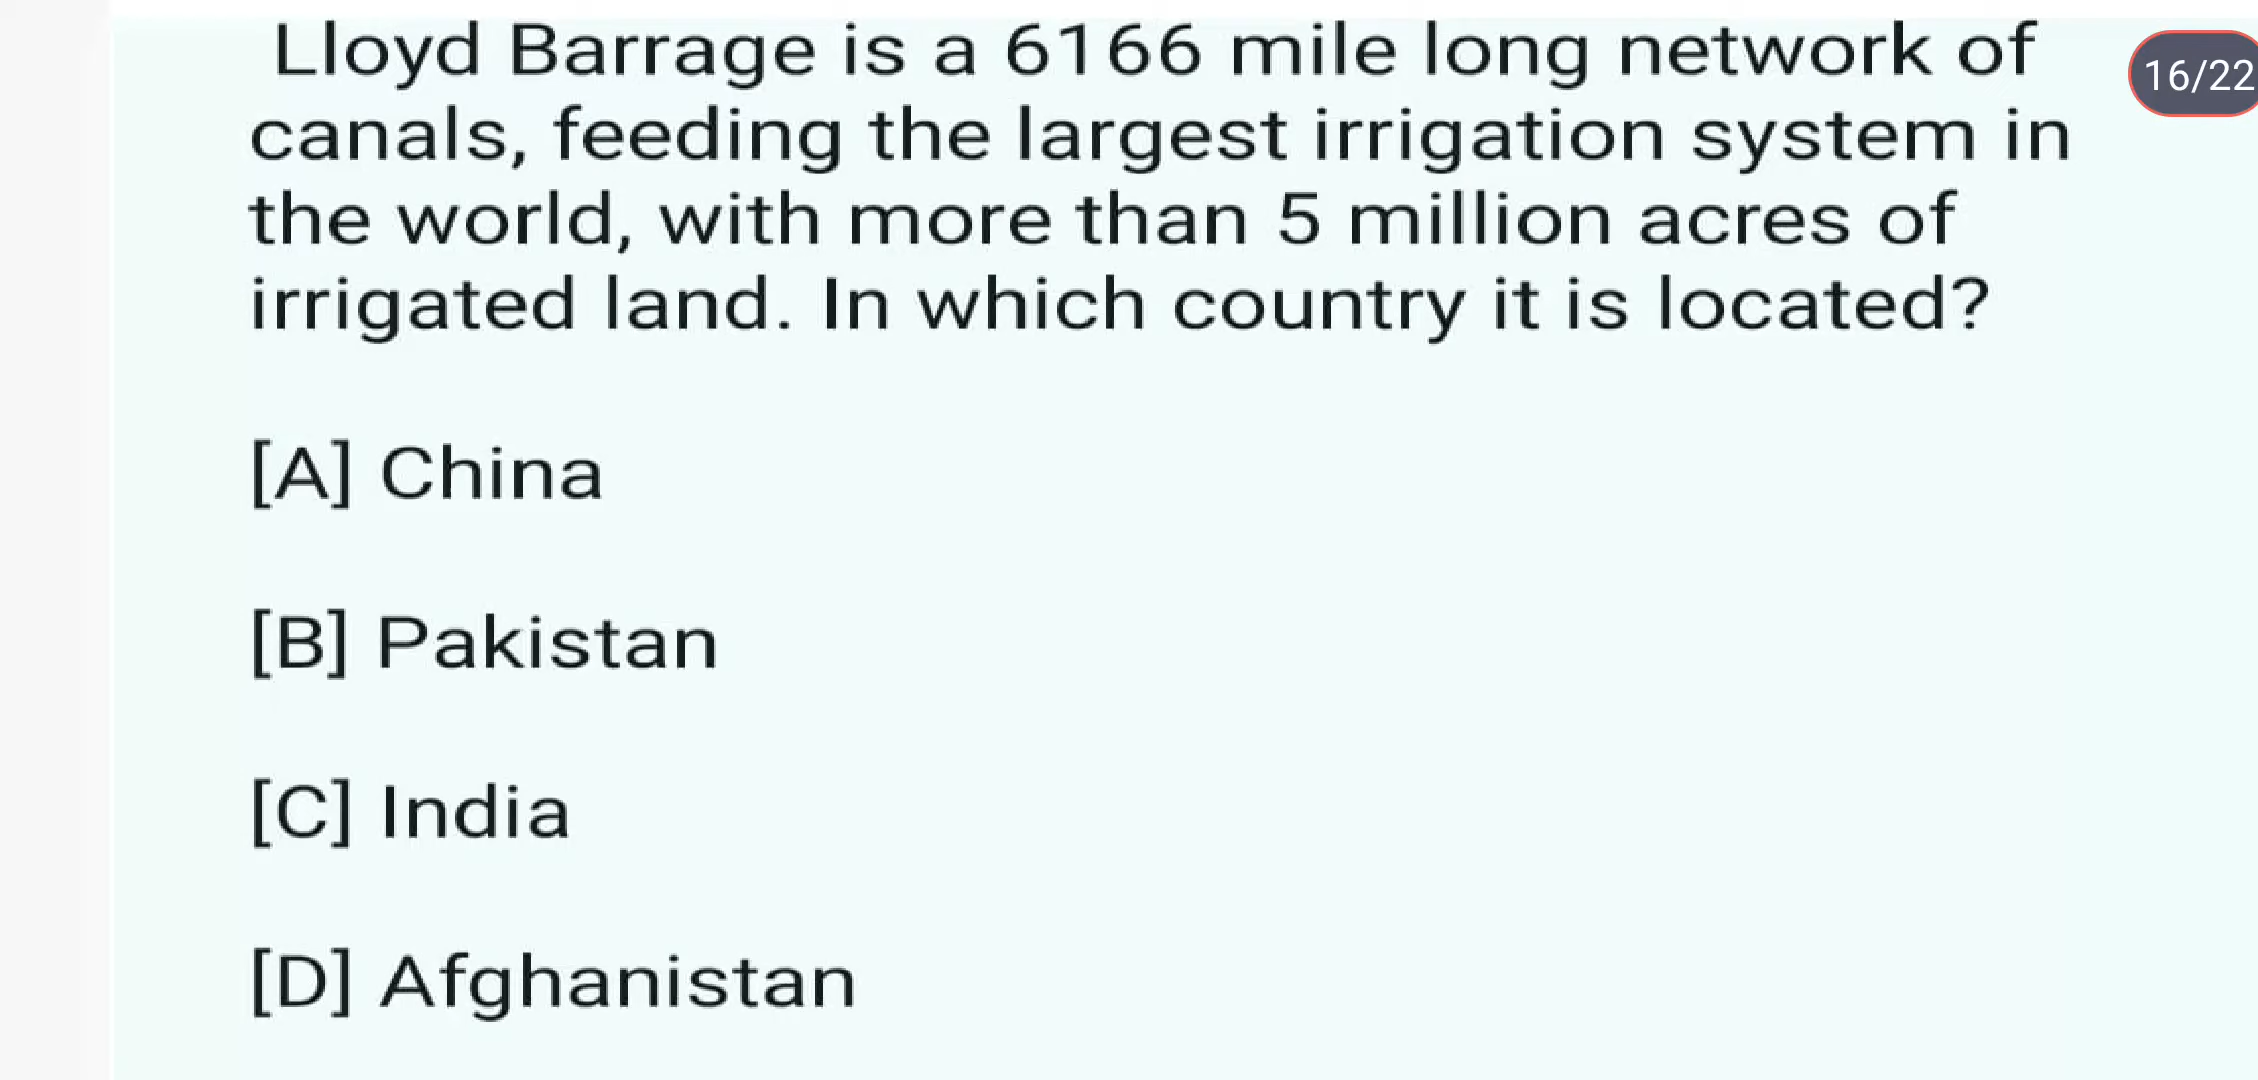 Lloyd Barrage is a 6166 mile long network of
16/22
canals, feeding the largest irrigation system in
the world, with more than 5 million acres of
irrigated land. In which country it is located?
[A] China
[B] Pakistan
[C] India
[D] Afghanistan